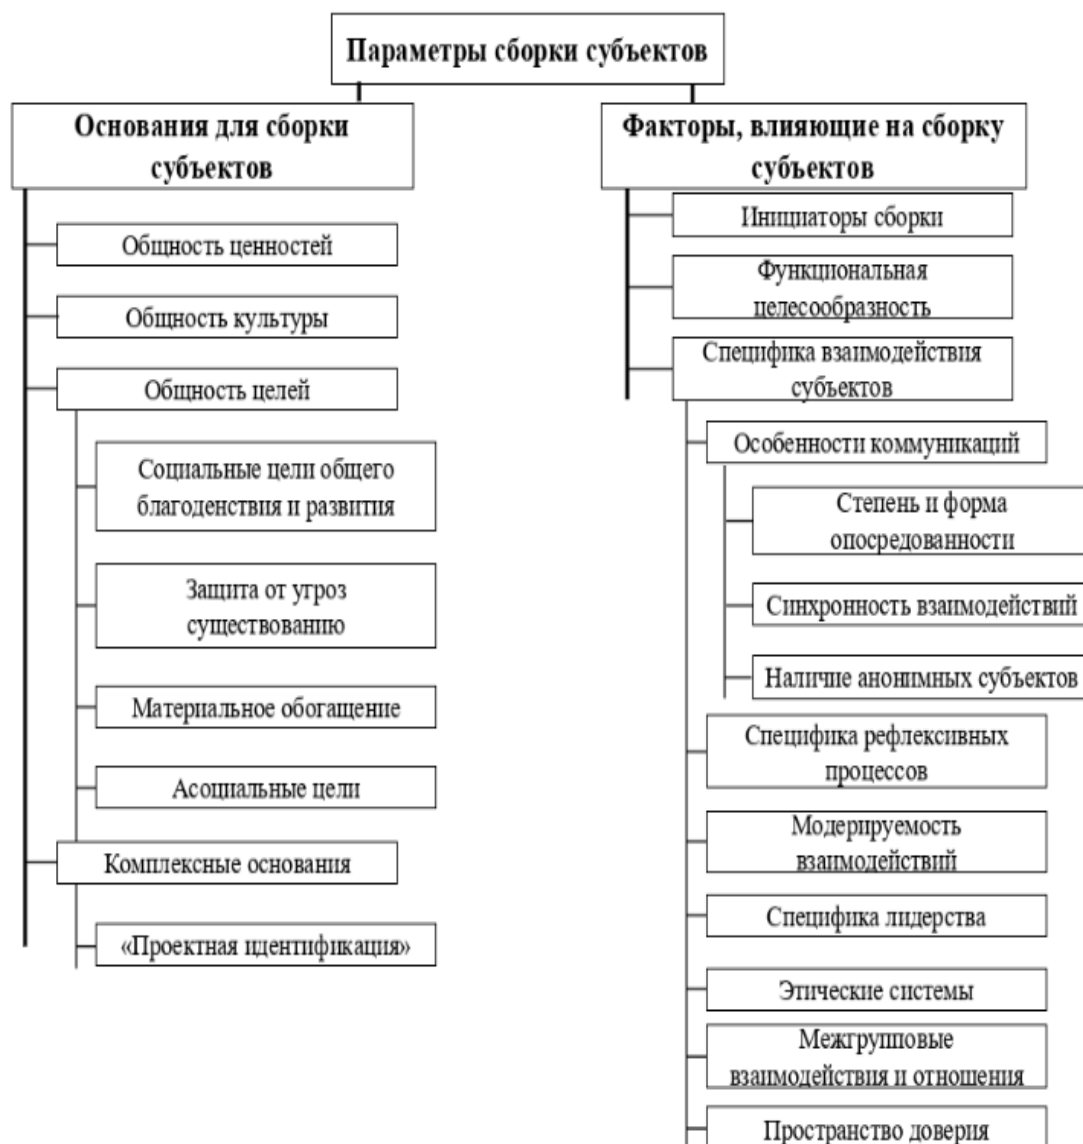 Параметры сборки субъектов
Основания для сборки
субъектов
Общность ценностей
Общность культуры
Общность целей
Социальные цели общего
благоденствия и развития
Защита от угроз
существованию
Материальное обогащение
Асоциальные цели
Комплексные основания
«Проектная идентификация»
Факторы, влияющие на сборку
субъектов
Инициаторы сборки
Функциональная
целесообразность
Специфика взаимодействия
субъектов
Особенности коммуникаций
Степень и форма
опосредованности
Синхронность взаимодействий
Наличие анонимных субъектов
Специфика рефлексивных
процессов
Модерируемость
взаимодействий
Специфика лидерства
Этические системы
Межгрупповые
взаимодействия и отношения
Пространство доверия